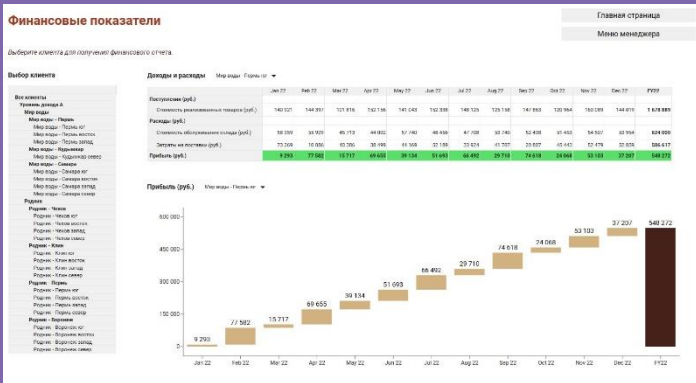 Финансовые показатели
Главная страница
Меню менеджера
Выберите клиента для получения финансового отчета.
Выбор клиента
Все клиенты
Уровень дохода А
Мир воды
Мир воды - Пермь
Мир воды - Пермь юг
Мир воды - Пермь восток
Мир воды - Пермь запад
Мир воды - Кудымкар
Мир воды - Кудымкар север
Мир воды - Самара
Мир воды - Самара юг
Мир воды - Самара восток
Мир воды - Самара запад
Мир воды - Самара север
Родник
Родник - Чехов
Родник - Чехов юг
Родник - Чехов восток
Родник - Чехов запад
Родник - Чехов север
Родник - Клин
Родник - Клин юг
Родник - Клин восток
Родник - Клин запад
Родник - Клин север
Родник - Пермь
Родник - Пермь юг
Родник - Пермь восток
Родник - Пермь запад
Родник - Пермь север
Родник - Воронеж
Родник - Воронеж юг
Родник - Воронеж восток
Родник - Воронеж запад
Родник - Воронеж север
Доходы и расходы Мир воды - Пермь юг
Jan 22 Feb 22 Mar 22 Apr 22 May 22 Jun 22 Jul 22 Aug 22 Sep 22 Oct 22 Nov 22 Dec 22 FY22
Поступления (руб.)
Стоимость реализованных товаров (руб.) 1 678 889
Расходы (руб.)
Стоимость обслуживания склада (руб.)
Затраты на поставки (руб.) 506 617
Прибыль (руб.) 9 293 77 582 15 717 69 655 39 134 51 693 66 492 29 710 74 618 24 068 53 103 37 207 548 272
Прибыль (руб.) Мир воды - Пермь юг
600 000
450 000
300 000
150 000
0
9 293
77 582
15 717
69 655
39 134
51 693
66 492
29 710
74 618
24 068
53 103
37 207
548 272
Jan 22 Feb 22 Mar 22 Apr 22 May 22 Jun 22 Jul 22 Aug 22 Sep 22 Oct 22 Nov 22 Dec 22 FY22